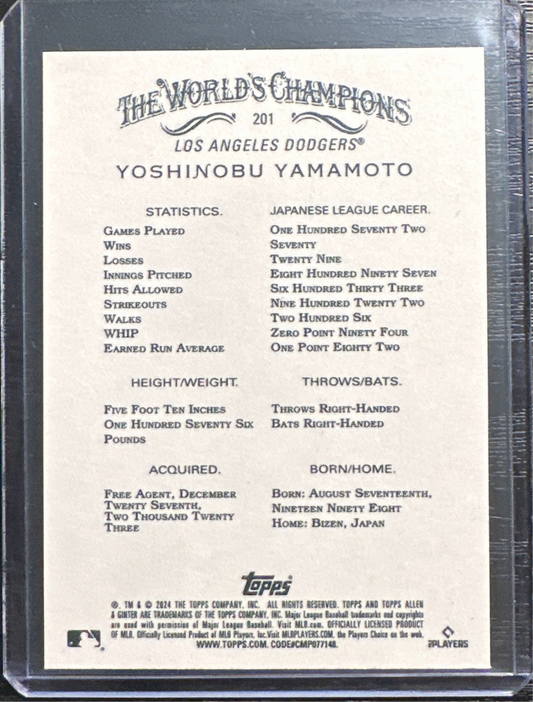 THE WORLD'S CHAMPIONS
201
LOS ANGELES DODGERS®
YOSHINOBU YAMAMOTO
STATISTICS. JAPANESE LEAGUE CAREER.
GAMES PLAYED ONE HUNDRED SEVENTY TWO
WINS SEVENTY
LOSSES TWENTY NINE
INNINGS PITCHED EIGHT HUNDRED NINETY SEVEN
HITS ALLOWED SIX HUNDRED THIRTY THREE
STRIKEOUTS NINE HUNDRED TWENTY TWO
WALKS TWO HUNDRED SIX
WHIP ZERO POINT NINETY FOUR
EARNED RUN AVERAGE ONE POINT EIGHTY TWO
HEIGHT/WEIGHT. THROWS/BATS.
FIVE FOOT TEN INCHES THROWS RIGHT-HANDED
ONE HUNDRED SEVENTY SIX BATS RIGHT-HANDED
POUNDS
ACQUIRED. BORN/HOME.
FREE AGENT, DECEMBER BORN: AUGUST SEVENTEENTH,
TWENTY SEVENTH, NINETEEN NINETY EIGHT
TWO THOUSAND TWENTY HOME: BIZEN, JAPAN
THREE
topps
®, TM & © 2024 THE TOPPS COMPANY, INC. ALL RIGHTS RESERVED. TOPPS AND TOPPS ALLEN
& GINTER ARE TRADEMARKS OF THE TOPPS COMPANY, INC. Major League Baseball trademarks and copyrights
are used with permission of Major League Baseball. Visit MLB.com. OFFICIALLY LICENSED PRODUCT
OF MLB. Officially Licensed Product of MLB Players, Inc. Visit MLBPLAYERS.COM, the Players Choice on the web.
WWW.TOPPS.COM. CODE#CMP077148.
PLAYERS